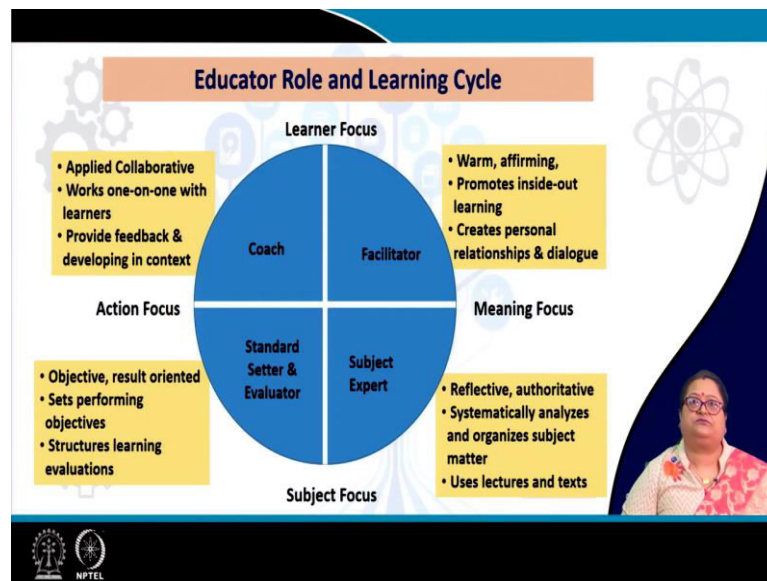 Educator Role and Learning Cycle
Learner Focus
• Applied Collaborative
• Works one-on-one with
learners
• Provide feedback &
developing in context
• Warm, affirming,
• Promotes inside-out
learning
• Creates personal
relationships & dialogue
Coach
Facilitator
Action Focus
Meaning Focus
Standard
Setter &
Evaluator
Subject
Expert
• Objective, result oriented
• Sets performing
objectives
• Structures learning
evaluations
• Reflective, authoritative
• Systematically analyzes
and organizes subject
matter
• Uses lectures and texts
Subject Focus
NPTEL